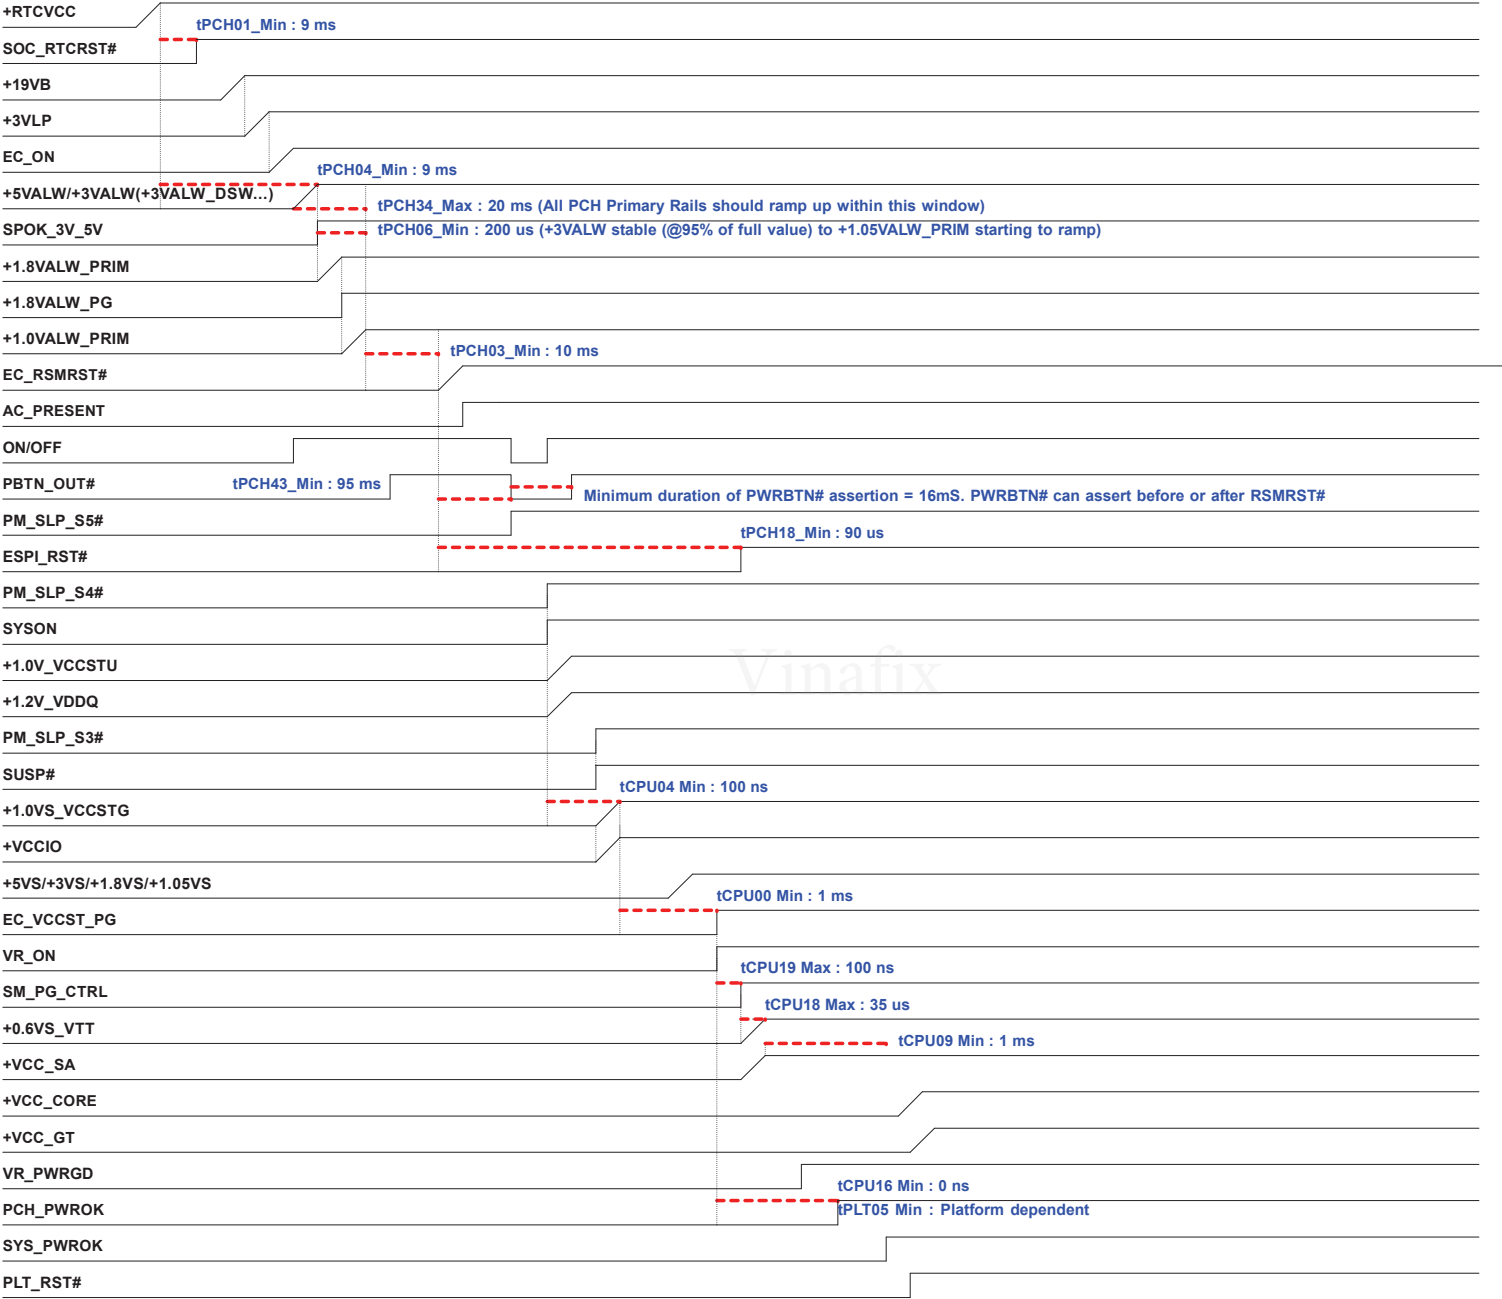 +RTCVCC
tPCH01_Min : 9 ms
SOC_RTCRST#
+19VB
+3VLP
EC_ON
tPCH04_Min : 9 ms
+5VALW/+3VALW(+3VALW_DSW...)
tPCH34_Max : 20 ms (All PCH Primary Rails should ramp up within this window)
SPOK_3V_5V
tPCH06_Min : 200 us (+3VALW stable (@95% of full value) to +1.05VALW_PRIM starting to ramp)
+1.8VALW_PRIM
+1.8VALW_PG
+1.0VALW_PRIM
tPCH03_Min : 10 ms
EC_RSMRST#
AC_PRESENT
ON/OFF
PBTN_OUT#
tPCH43_Min : 95 ms
Minimum duration of PWRBTN# assertion = 16mS. PWRBTN# can assert before or after RSMRST#
PM_SLP_S5#
tPCH18_Min : 90 us
ESPI_RST#
PM_SLP_S4#
SYSON
+1.0V_VCCSTU
Vinafix
+1.2V_VDDQ
PM_SLP_S3#
SUSP#
tCPU04 Min : 100 ns
+1.0VS_VCCSTG
+VCCIO
+5VS/+3VS/+1.8VS/+1.05VS
tCPU00 Min : 1 ms
EC_VCCST_PG
VR_ON
tCPU19 Max : 100 ns
SM_PG_CTRL
tCPU18 Max : 35 us
+0.6VS_VTT
tCPU09 Min : 1 ms
+VCC_SA
+VCC_CORE
+VCC_GT
VR_PWRGD
tCPU16 Min : 0 ns
PCH_PWROK
tPLT05 Min : Platform dependent
SYS_PWROK
PLT_RST#